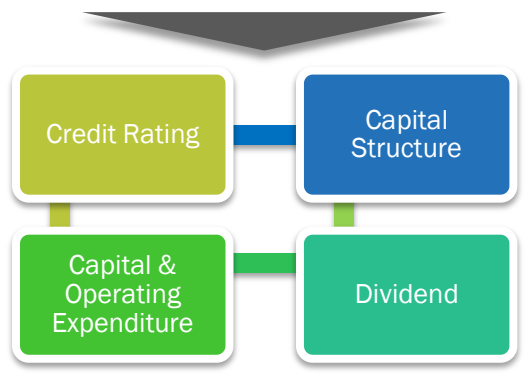 Credit Rating
Capital
Structure
Capital &
Operating
Expenditure
Dividend